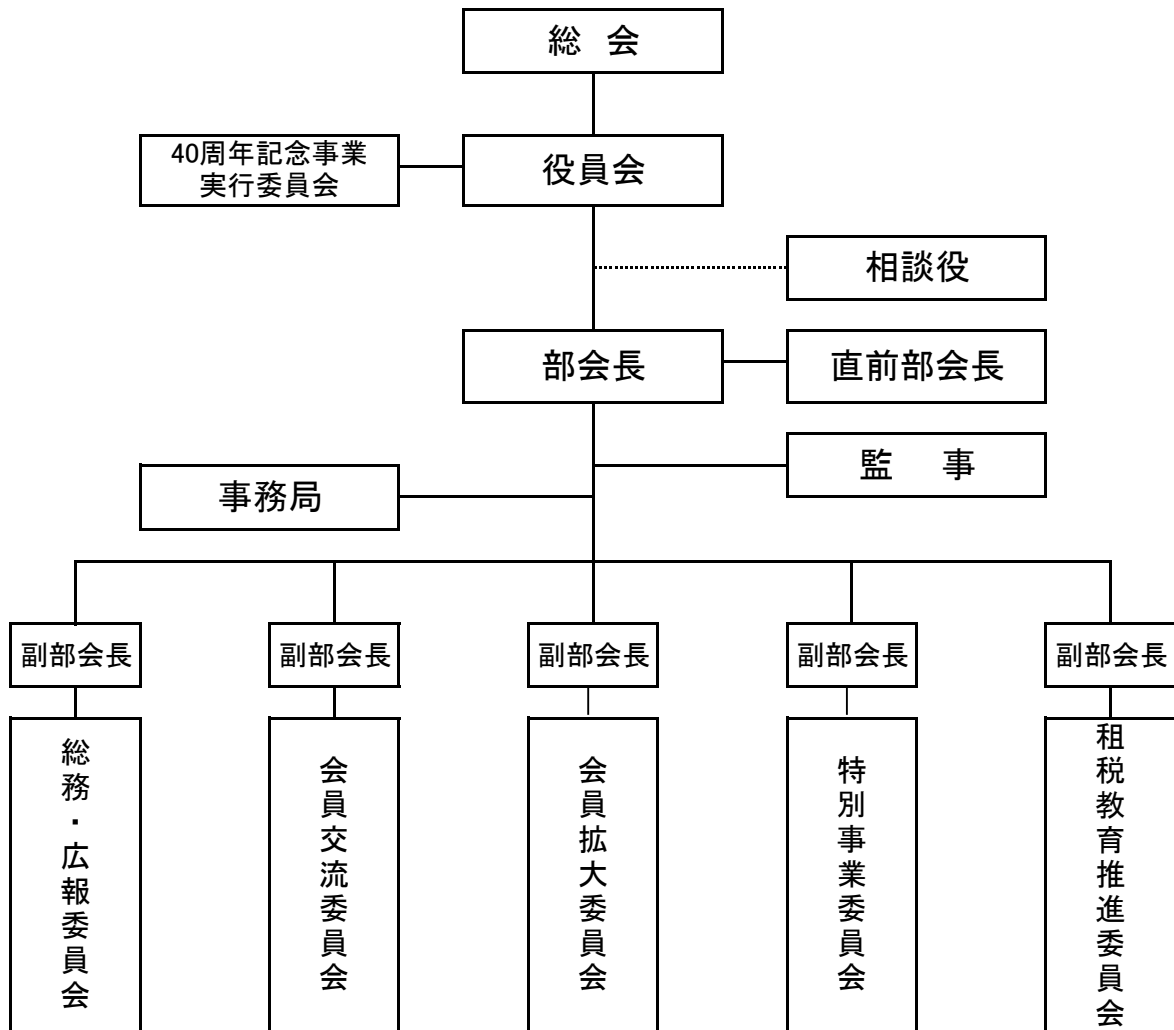 総 会
40周年記念事業
実行委員会
役員会
相談役
部会長
直前部会長
監 事
事務局
副部会長
副部会長
副部会長
副部会長
副部会長
総務・広報委員会
会員交流委員会
会員拡大委員会
特別事業委員会
租税教育推進委員会